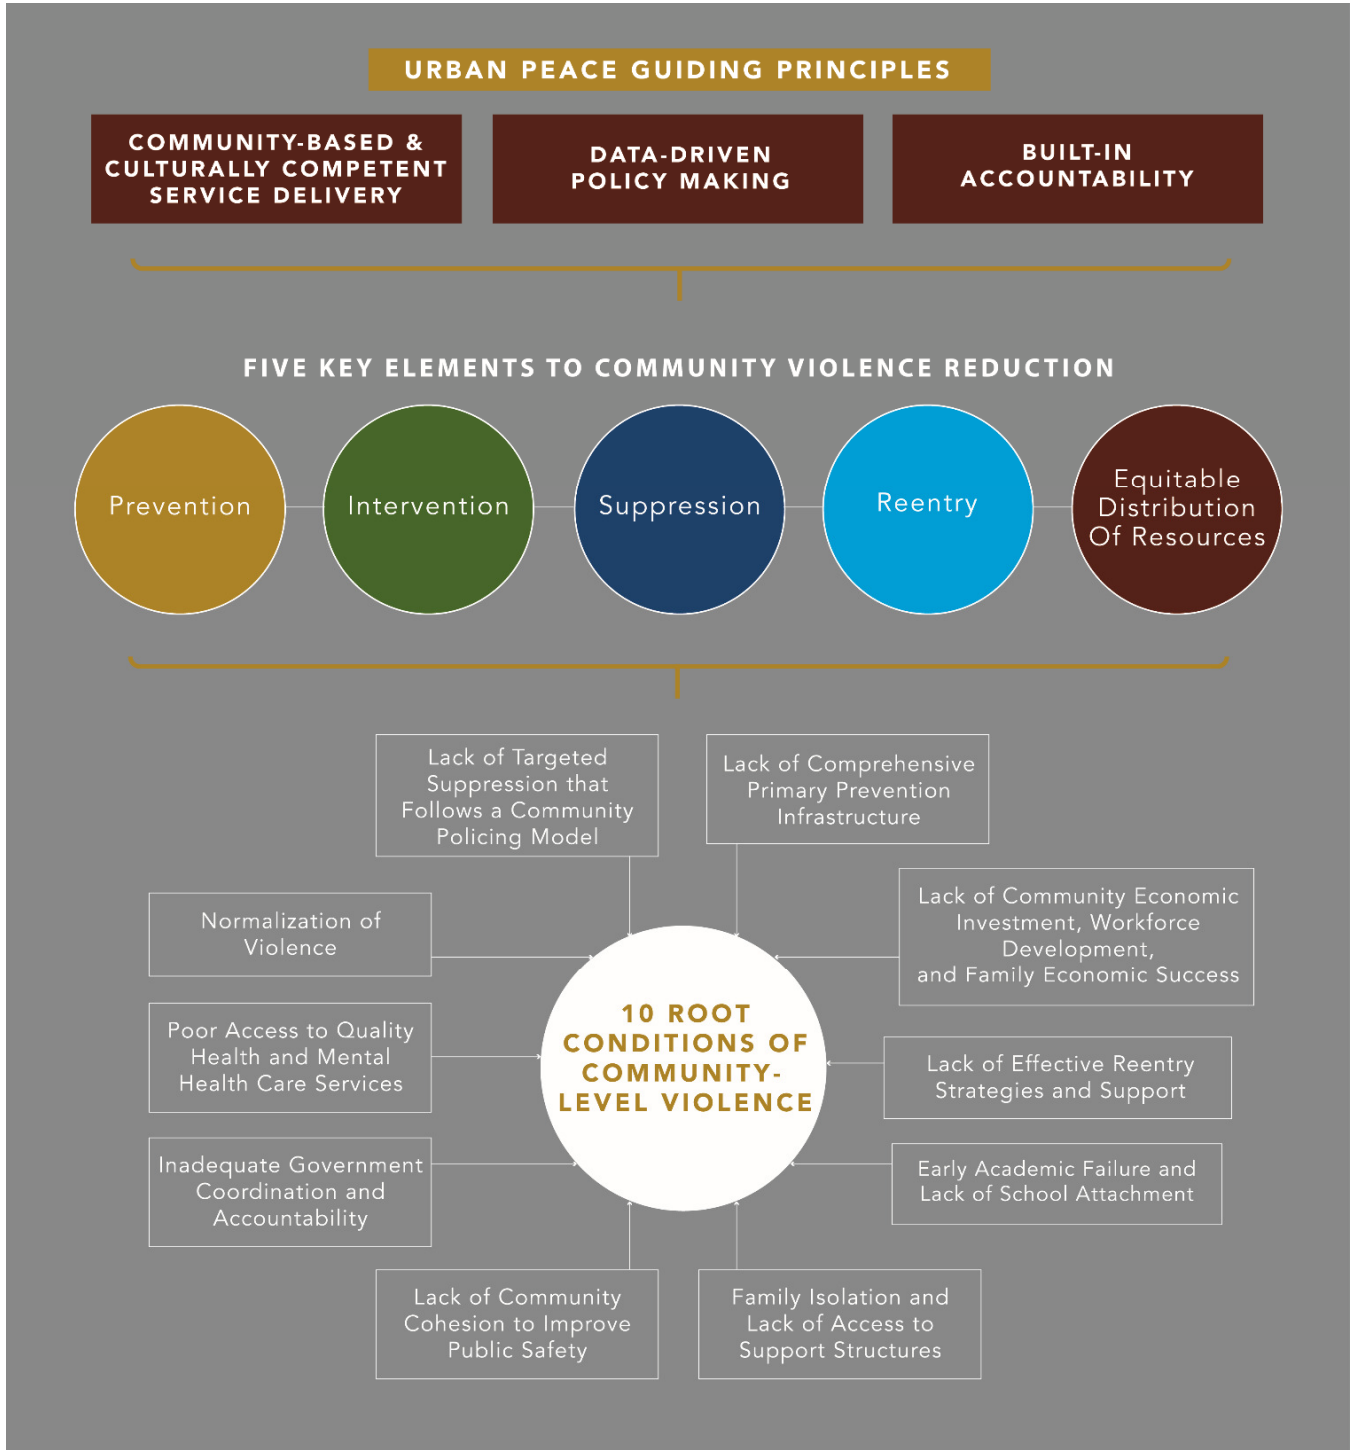 URBAN PEACE GUIDING PRINCIPLES
COMMUNITY-BASED &
CULTURALLY COMPETENT
SERVICE DELIVERY
DATA-DRIVEN
POLICY MAKING
BUILT-IN
ACCOUNTABILITY
FIVE KEY ELEMENTS TO COMMUNITY VIOLENCE REDUCTION
Prevention
Intervention
Suppression
Reentry
Equitable
Distribution
Of Resources
Lack of Targeted
Suppression that
Follows a Community
Policing Model
Lack of Comprehensive
Primary Prevention
Infrastructure
Normalization of
Violence
Lack of Community Economic
Investment, Workforce
Development,
and Family Economic Success
10 ROOT
CONDITIONS OF
COMMUNITY-
LEVEL VIOLENCE
Poor Access to Quality
Health and Mental
Health Care Services
Lack of Effective Reentry
Strategies and Support
Inadequate Government
Coordination and
Accountability
Early Academic Failure and
Lack of School Attachment
Lack of Community
Cohesion to Improve
Public Safety
Family Isolation and
Lack of Access to
Support Structures